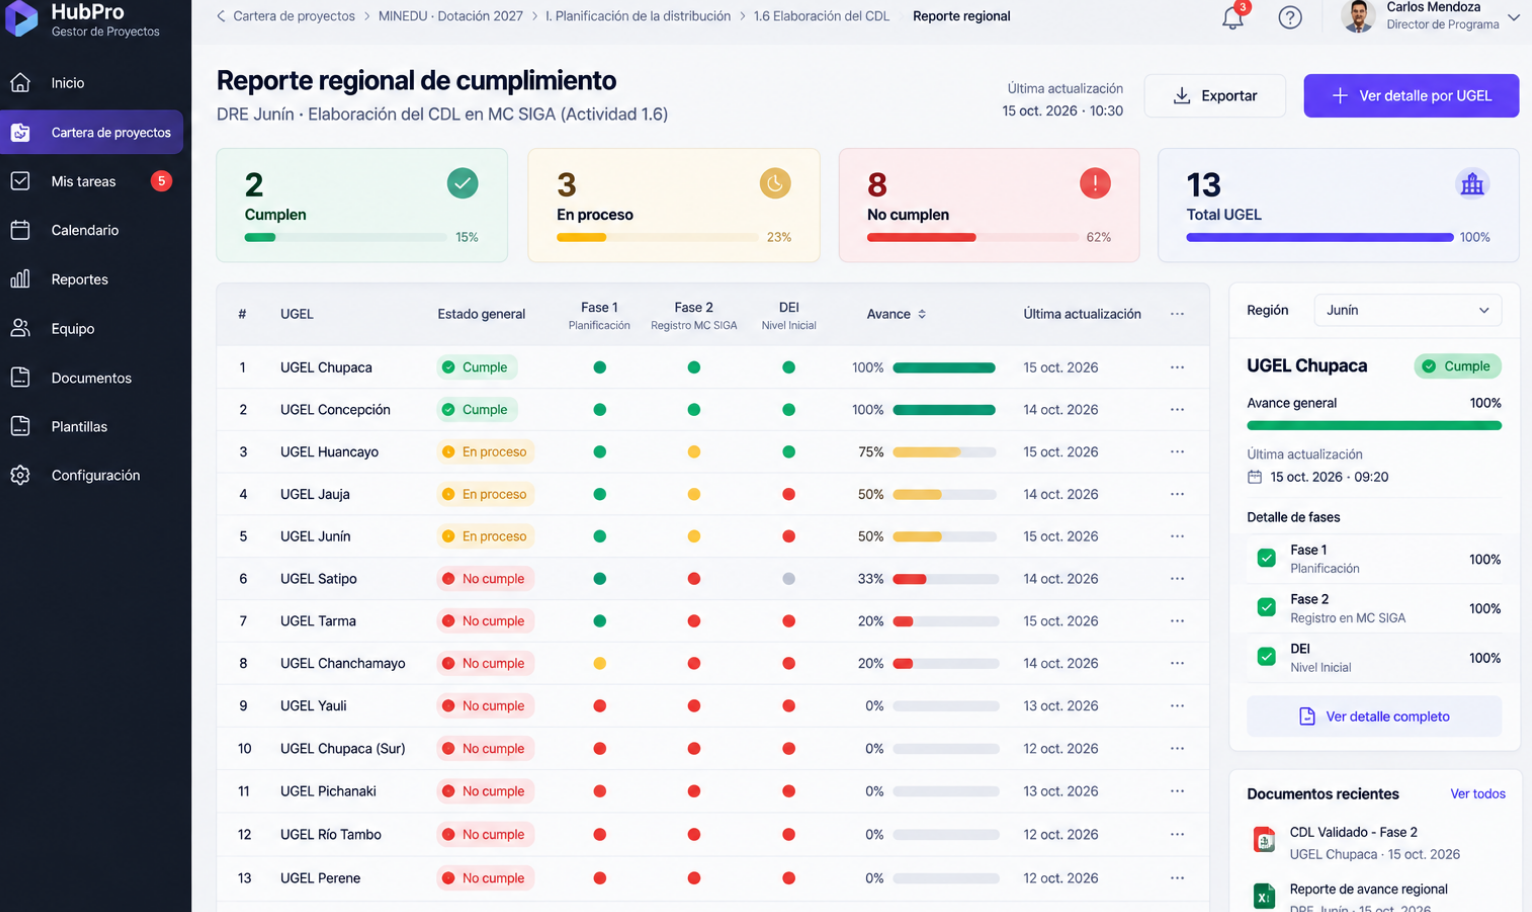 HubPro
Gestor de Proyectos
Inicio
Cartera de proyectos
Mis tareas 5
Calendario
Reportes
Equipo
Documentos
Plantillas
Configuración
Cartera de proyectos > MINEDU · Dotación 2027 > I. Planificación de la distribución > 1.6 Elaboración del CDL Reporte regional
3
?
Carlos Mendoza
Director de Programa
Reporte regional de cumplimiento
DRE Junín · Elaboración del CDL en MC SIGA (Actividad 1.6)
Última actualización
15 oct. 2026 · 10:30
Exportar
+ Ver detalle por UGEL
2
Cumplen
15%
3
En proceso
23%
8
No cumplen
62%
13
Total UGEL
100%
# UGEL Estado general Fase 1 Fase 2 DEI Avance Última actualización ...
Planificación Registro MC SIGA Nivel Inicial
1 UGEL Chupaca Cumple 100% 15 oct. 2026 ...
2 UGEL Concepción Cumple 100% 14 oct. 2026 ...
3 UGEL Huancayo En proceso 75% 15 oct. 2026 ...
4 UGEL Jauja En proceso 50% 14 oct. 2026 ...
5 UGEL Junín En proceso 50% 15 oct. 2026 ...
6 UGEL Satipo No cumple 33% 14 oct. 2026 ...
7 UGEL Tarma No cumple 20% 15 oct. 2026 ...
8 UGEL Chanchamayo No cumple 20% 14 oct. 2026 ...
9 UGEL Yauli No cumple 0% 13 oct. 2026 ...
10 UGEL Chupaca (Sur) No cumple 0% 12 oct. 2026 ...
11 UGEL Pichanaki No cumple 0% 13 oct. 2026 ...
12 UGEL Río Tambo No cumple 0% 12 oct. 2026 ...
13 UGEL Perene No cumple 0% 12 oct. 2026 ...
Región Junín
UGEL Chupaca Cumple
Avance general 100%
Última actualización
15 oct. 2026 · 09:20
Detalle de fases
Fase 1
Planificación
100%
Fase 2
Registro en MC SIGA
100%
DEI
Nivel Inicial
100%
Ver detalle completo
Documentos recientes Ver todos
CDL Validado - Fase 2
UGEL Chupaca · 15 oct. 2026
Reporte de avance regional
DRE Junín · 15 oct. 2026